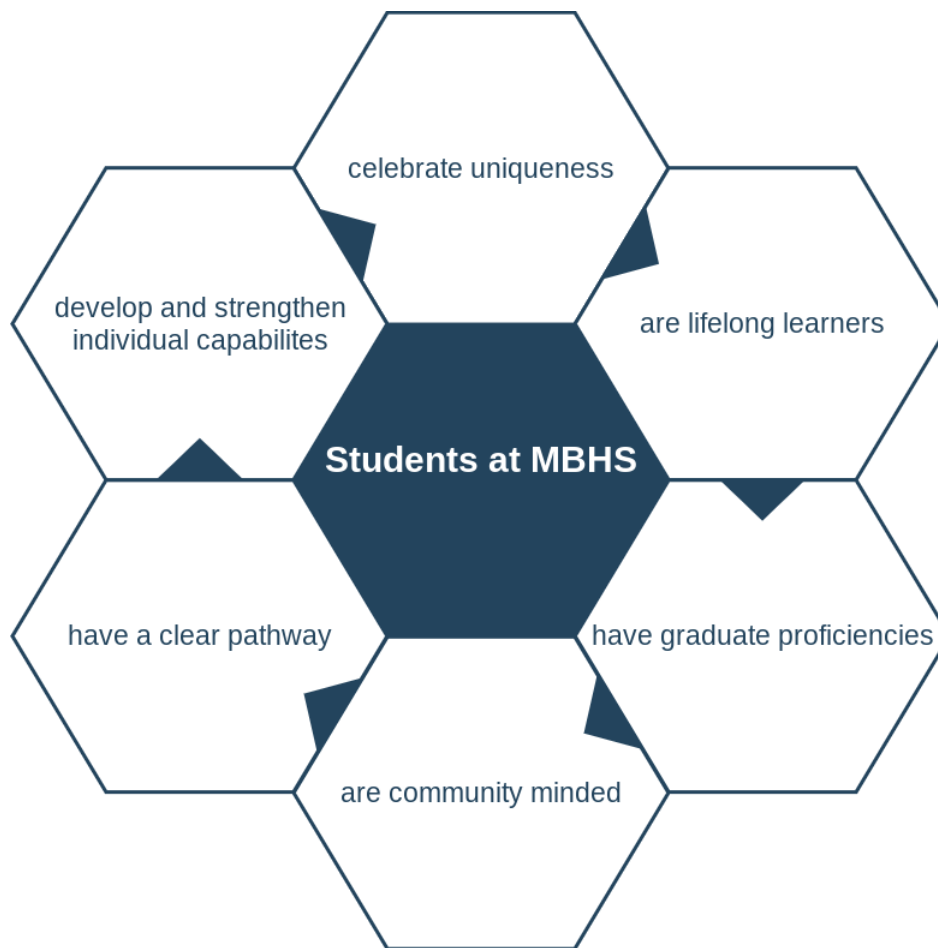 celebrate uniqueness
are lifelong learners
have graduate proficiencies
are community minded
have a clear pathway
develop and strengthen
individual capabilites
Students at MBHS